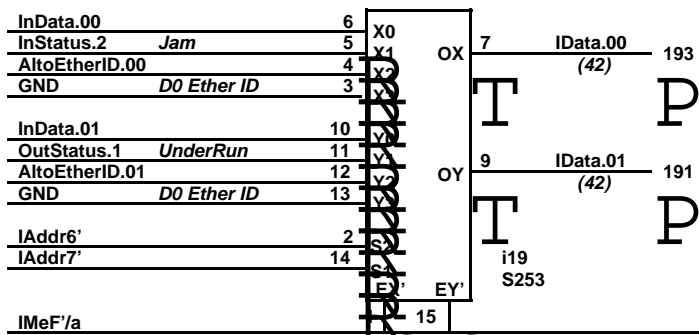 InData.00 6 X0
InStatus.2 Jam 5 X1 OX 7 IData.00 193
AltoEtherID.00 4 X2 (42)
GND D0 Ether ID 3 X3 T P
InData.01 10 Y0
OutStatus.1 UnderRun 11 Y1 9 IData.01
AltoEtherID.01 12 Y2 OY 191
GND D0 Ether ID 13 Y3 (42)
T P
IAddr6' 2 S2
IAddr7' 14 S1 i19
S253
EX' EY'
15
IMeF'/a